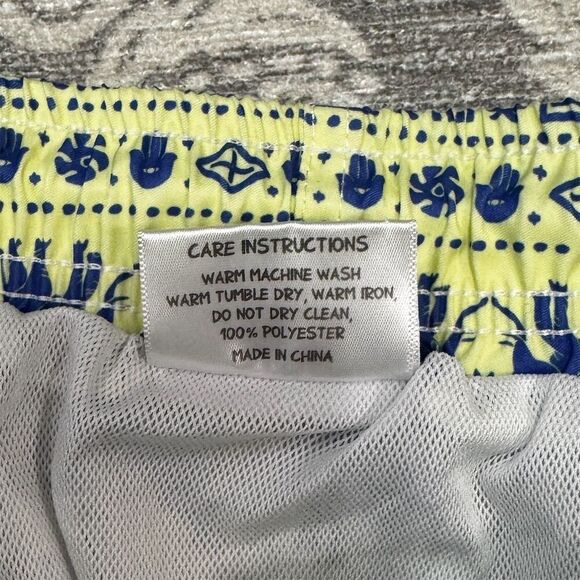 CARE INSTRUCTIONS
WARM MACHINE WASH
WARM TUMBLE DRY, WARM IRON,
DO NOT DRY CLEAN,
100% POLYESTER
MADE IN CHINA